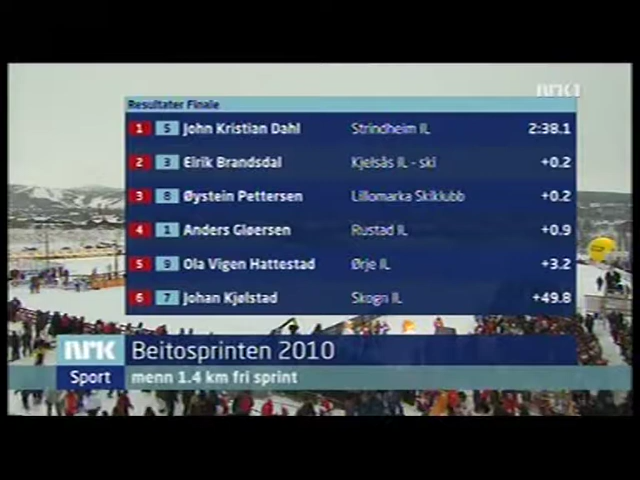 NRK1
Resultater Finale
1 5 John Kristian Dahl Strindheim IL 2:38.1
2 3 Eirik Brandsdal Kjelsås IL - ski +0.2
3 8 Øystein Pettersen Lillomarka Skiklubb +0.2
4 1 Anders Gløersen Rustad IL +0.9
5 9 Ola Vigen Hattestad Ørje IL +3.2
6 7 Johan Kjølstad Skogn IL +49.8
NRK Beitosprinten 2010
Sport menn 1.4 km fri sprint